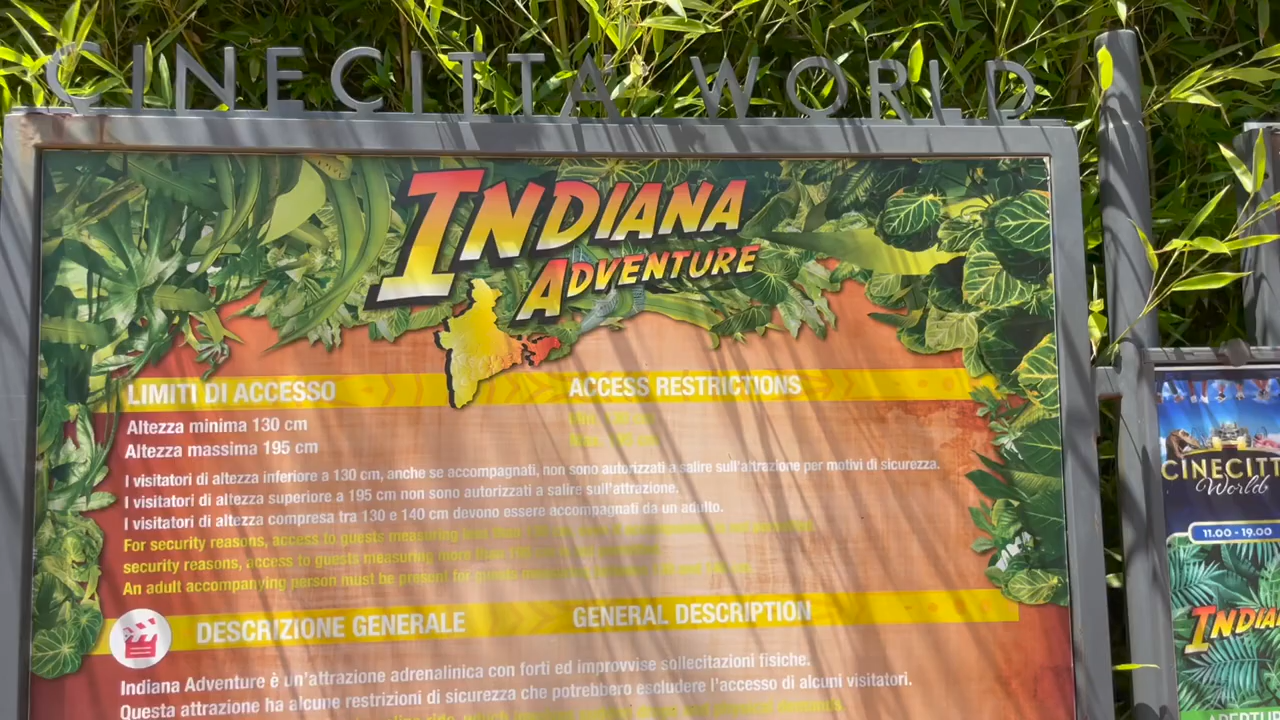 CINECITTÀ WORLD
INDIANA
ADVENTURE
LIMITI DI ACCESSO
ACCESS RESTRICTIONS
Altezza minima 130 cm
Altezza massima 195 cm
I visitatori di altezza inferiore a 130 cm, anche se accompagnati, non sono autorizzati a salire sull'attrazione per motivi di sicurezza.
I visitatori di altezza superiore a 195 cm non sono autorizzati a salire sull'attrazione.
I visitatori di altezza compresa tra 130 e 140 cm devono essere accompagnati da un adulto.
For security reasons, access to guests measuring less than
security reasons, access to guests measuring more than
An adult accompanying person must be present for guests
DESCRIZIONE GENERALE
GENERAL DESCRIPTION
Indiana Adventure è un'attrazione adrenalinica con forti ed improvvise sollecitazioni fisiche.
Questa attrazione ha alcune restrizioni di sicurezza che potrebbero escludere l'accesso di alcuni visitatori.
CINECITT
World
11.00 - 19.00
INDIA